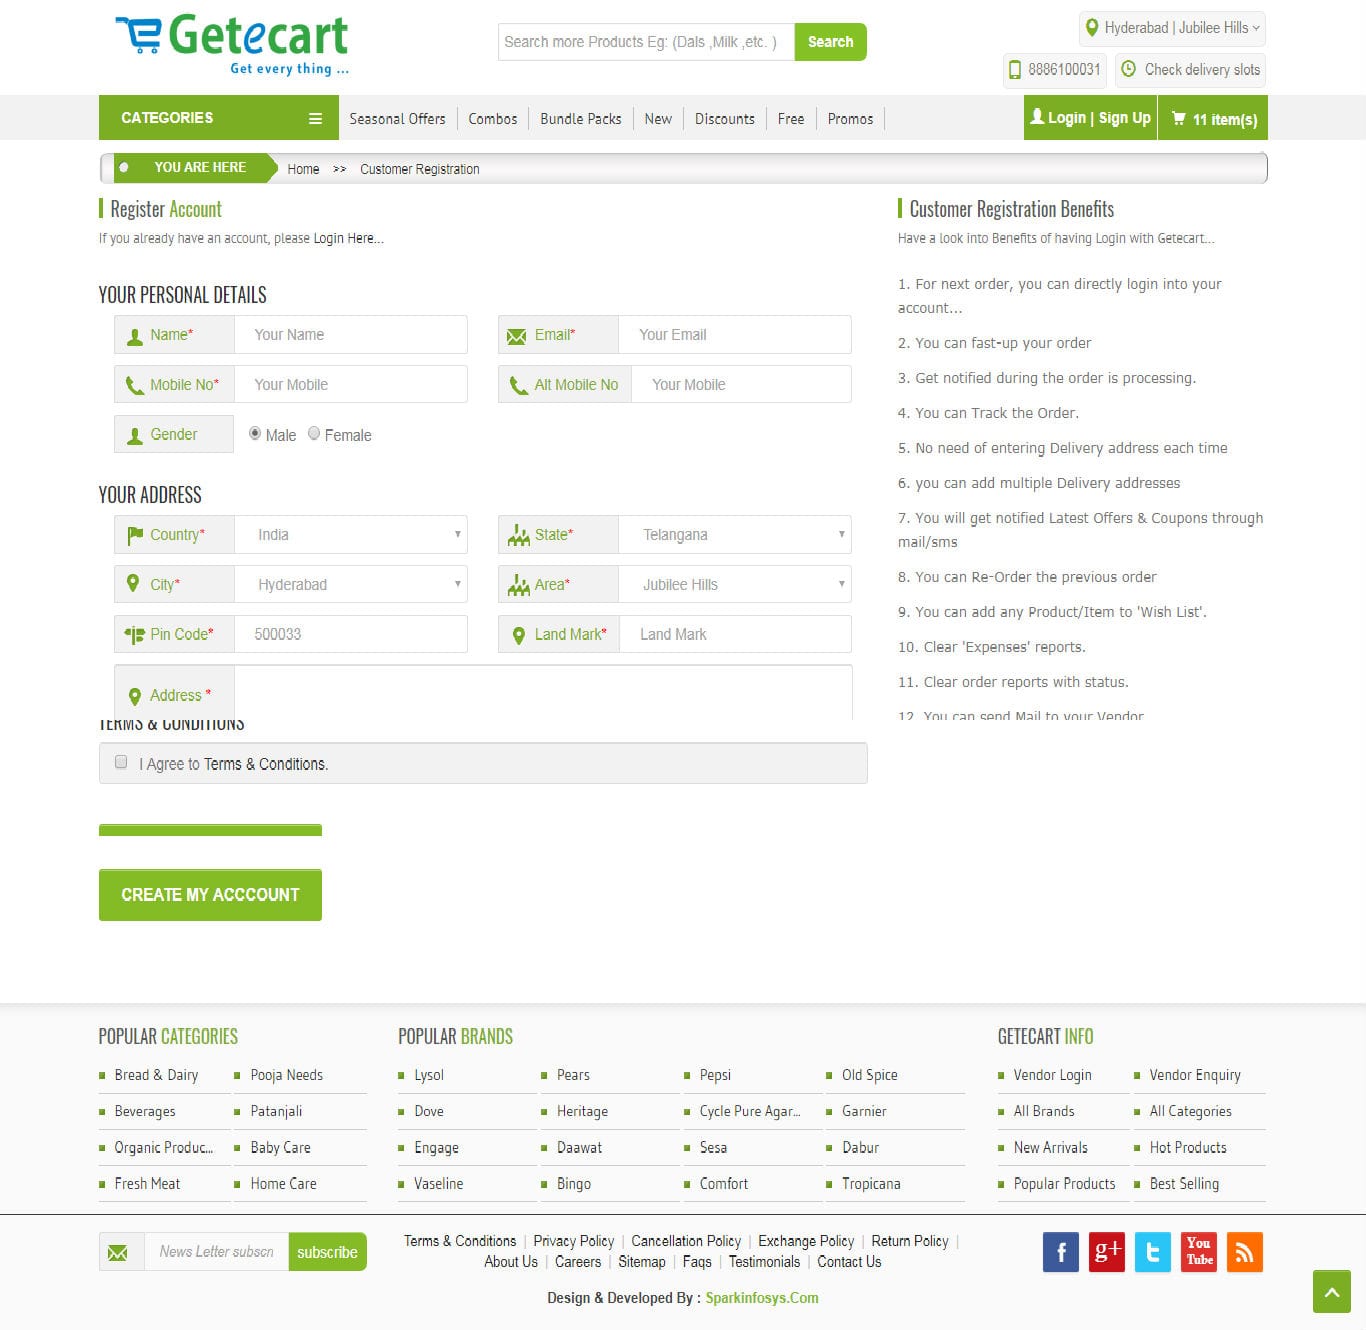 Getecart
Get every thing ...
Search more Products Eg: (Dals ,Milk ,etc. )
Search
Hyderabad | Jubilee Hills
8886100031
Check delivery slots
CATEGORIES
Seasonal Offers
Combos
Bundle Packs
New
Discounts
Free
Promos
Login | Sign Up
11 item(s)
YOU ARE HERE
Home >> Customer Registration
Register Account
If you already have an account, please Login Here...
YOUR PERSONAL DETAILS
Name* Your Name
Email* Your Email
Mobile No* Your Mobile
Alt Mobile No Your Mobile
Gender Male Female
YOUR ADDRESS
Country* India
State* Telangana
City* Hyderabad
Area* Jubilee Hills
Pin Code* 500033
Land Mark* Land Mark
Address *
TERMS & CONDITIONS
I Agree to Terms & Conditions.
CREATE MY ACCCOUNT
Customer Registration Benefits
Have a look into Benefits of having Login with Getecart...
1. For next order, you can directly login into your
account...
2. You can fast-up your order
3. Get notified during the order is processing.
4. You can Track the Order.
5. No need of entering Delivery address each time
6. you can add multiple Delivery addresses
7. You will get notified Latest Offers & Coupons through
mail/sms
8. You can Re-Order the previous order
9. You can add any Product/Item to 'Wish List'.
10. Clear 'Expenses' reports.
11. Clear order reports with status.
12. You can send Mail to your Vendor
POPULAR CATEGORIES
Bread & Dairy
Pooja Needs
Beverages
Patanjali
Organic Produc...
Baby Care
Fresh Meat
Home Care
POPULAR BRANDS
Lysol
Pears
Pepsi
Old Spice
Dove
Heritage
Cycle Pure Agar...
Garnier
Engage
Daawat
Sesa
Dabur
Vaseline
Bingo
Comfort
Tropicana
GETECART INFO
Vendor Login
Vendor Enquiry
All Brands
All Categories
New Arrivals
Hot Products
Popular Products
Best Selling
News Letter subscri
subscribe
Terms & Conditions | Privacy Policy | Cancellation Policy | Exchange Policy | Return Policy |
About Us | Careers | Sitemap | Faqs | Testimonials | Contact Us
Design & Developed By : Sparkinfosys.Com
f
g+
t
You
Tube